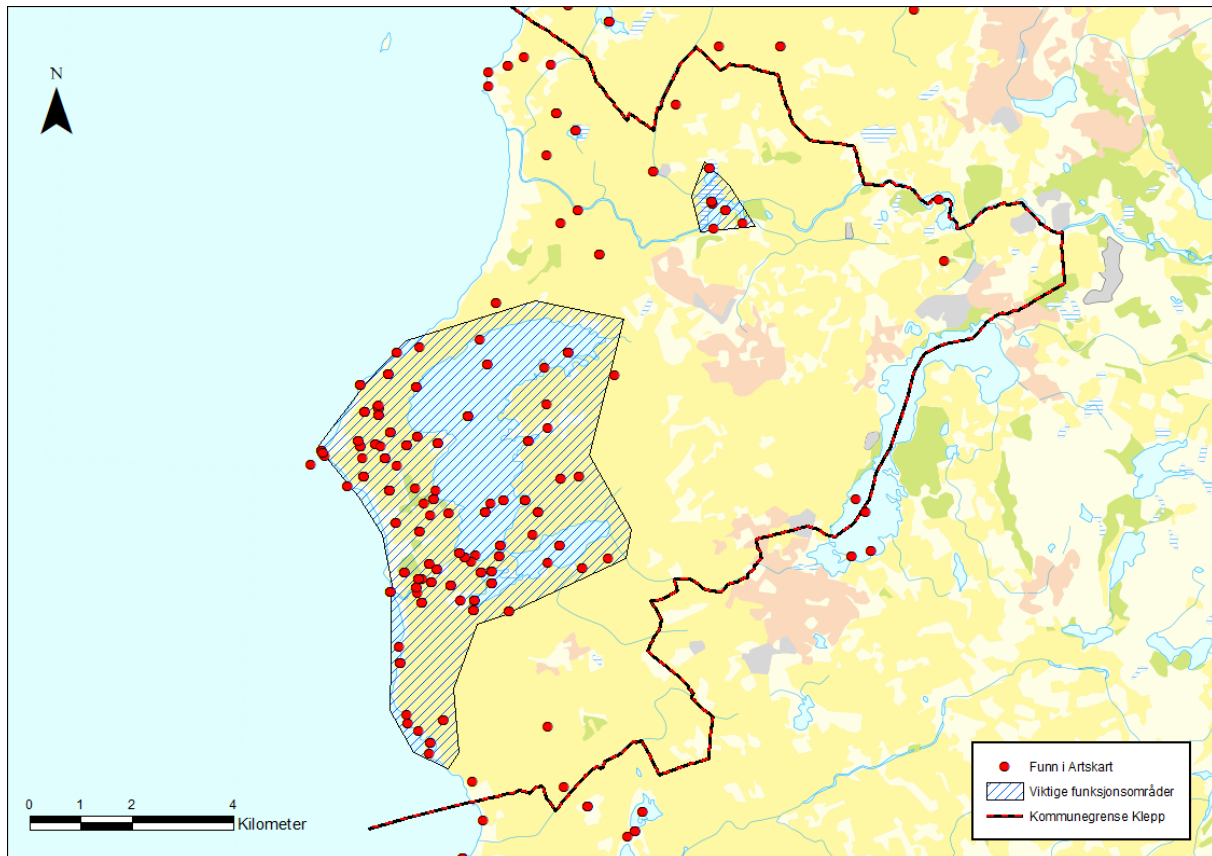 N
Funn i Artskart
Viktige funksjonsområder
Kommunegrense Klepp
0 1 2 4
Kilometer